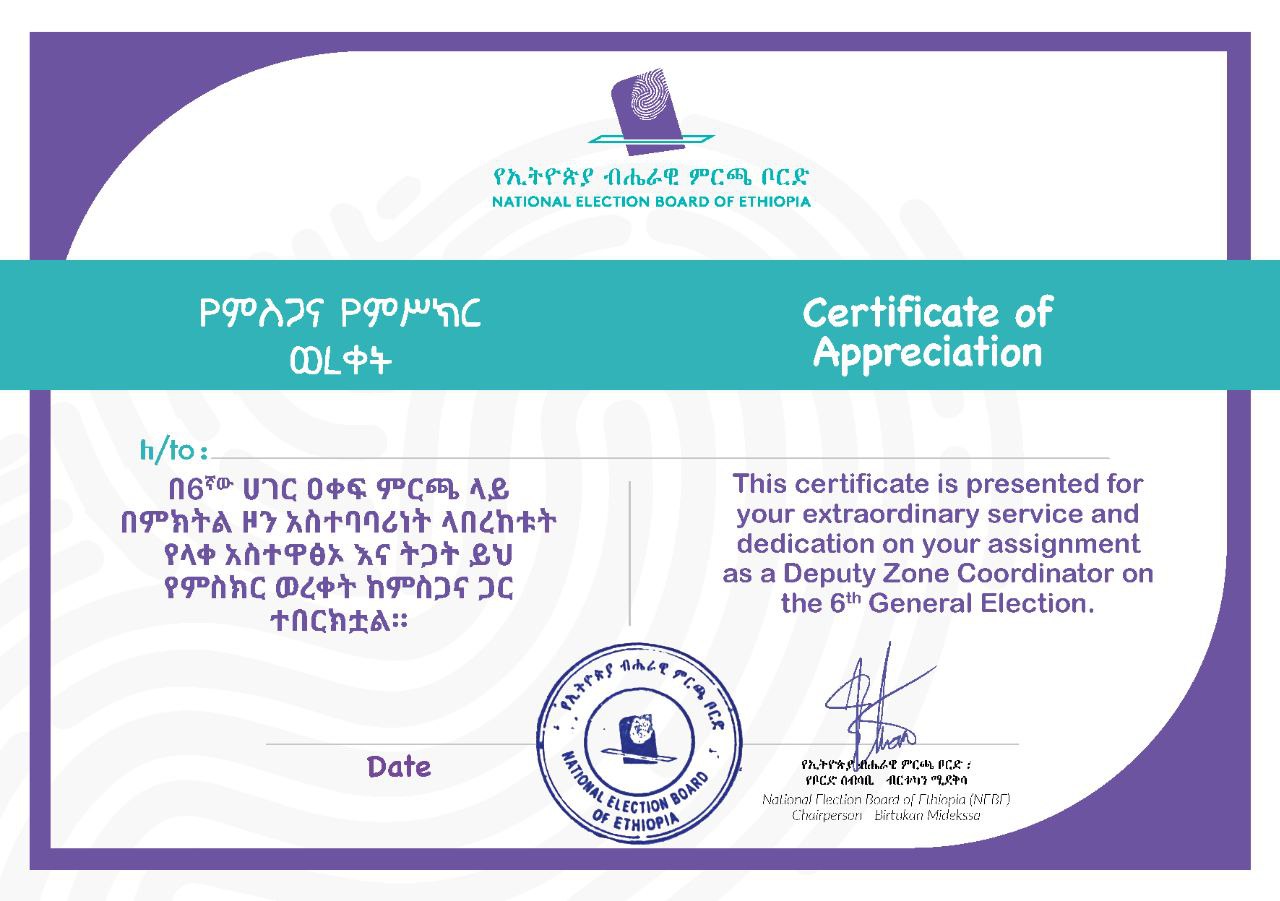 የኢትዮጵያ ብሔራዊ ምርጫ ቦርድ
NATIONAL ELECTION BOARD OF ETHIOPIA
የምስጋና የምሥክር
ወረቀት
Certificate of
Appreciation
ለ/to:
በ6ኛው ሀገር ዐቀፍ ምርጫ ላይ
በምክትል ዞን አስተባባሪነት ላበረከቱት
የላቀ አስተዋፅኦ እና ትጋት ይህ
የምስክር ወረቀት ከምስጋና ጋር
ተበርክቷል።
This certificate is presented for
your extraordinary service and
dedication on your assignment
as a Deputy Zone Coordinator on
the 6th General Election.
Date
የኢትዮጵያ ብሔራዊ ምርጫ ቦርድ
NATIONAL ELECTION BOARD
OF ETHIOPIA
የኢትዮጵያ ብሔራዊ ምርጫ ቦርድ ፡
የቦርድ ሰብሳቢ ብርቱካን ሚደቅሳ
National Election Board of Ethiopia (NEBE)
Chairperson Birtukan Midekssa